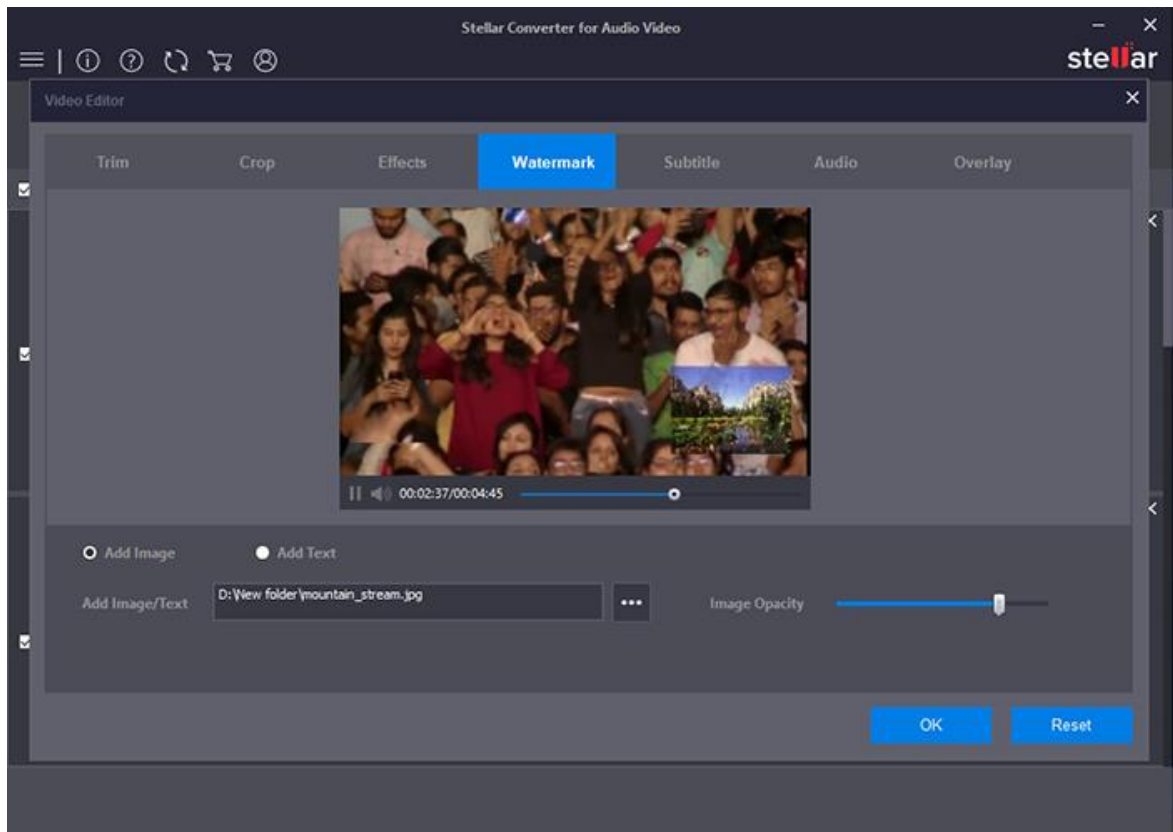 Stellar Converter for Audio Video
stellar
Video Editor
Trim Crop Effects Watermark Subtitle Audio Overlay
00:02:37/00:04:45
Add Image Add Text
Add Image/Text D:\New folder\mountain_stream.jpg ••• Image Opacity
OK Reset